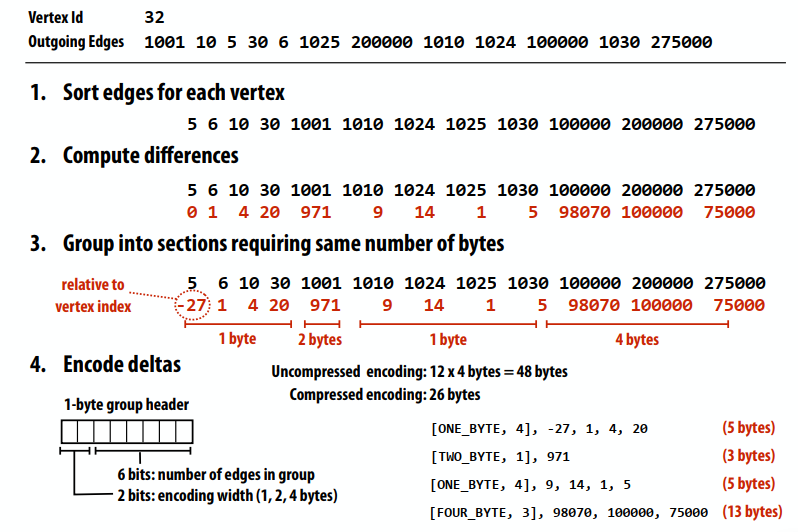 Vertex Id 32
Outgoing Edges 1001 10 5 30 6 1025 200000 1010 1024 100000 1030 275000
1. Sort edges for each vertex
5 6 10 30 1001 1010 1024 1025 1030 100000 200000 275000
2. Compute differences
5 6 10 30 1001 1010 1024 1025 1030 100000 200000 275000
0 1 4 20 971 9 14 1 5 98070 100000 75000
3. Group into sections requiring same number of bytes
relative to
vertex index
5 6 10 30 1001 1010 1024 1025 1030 100000 200000 275000
-27 1 4 20 971 9 14 1 5 98070 100000 75000
1 byte 2 bytes 1 byte 4 bytes
4. Encode deltas
Uncompressed encoding: 12 x 4 bytes = 48 bytes
Compressed encoding: 26 bytes
1-byte group header
6 bits: number of edges in group
2 bits: encoding width (1, 2, 4 bytes)
[ONE_BYTE, 4], -27, 1, 4, 20 (5 bytes)
[TWO_BYTE, 1], 971 (3 bytes)
[ONE_BYTE, 4], 9, 14, 1, 5 (5 bytes)
[FOUR_BYTE, 3], 98070, 100000, 75000 (13 bytes)